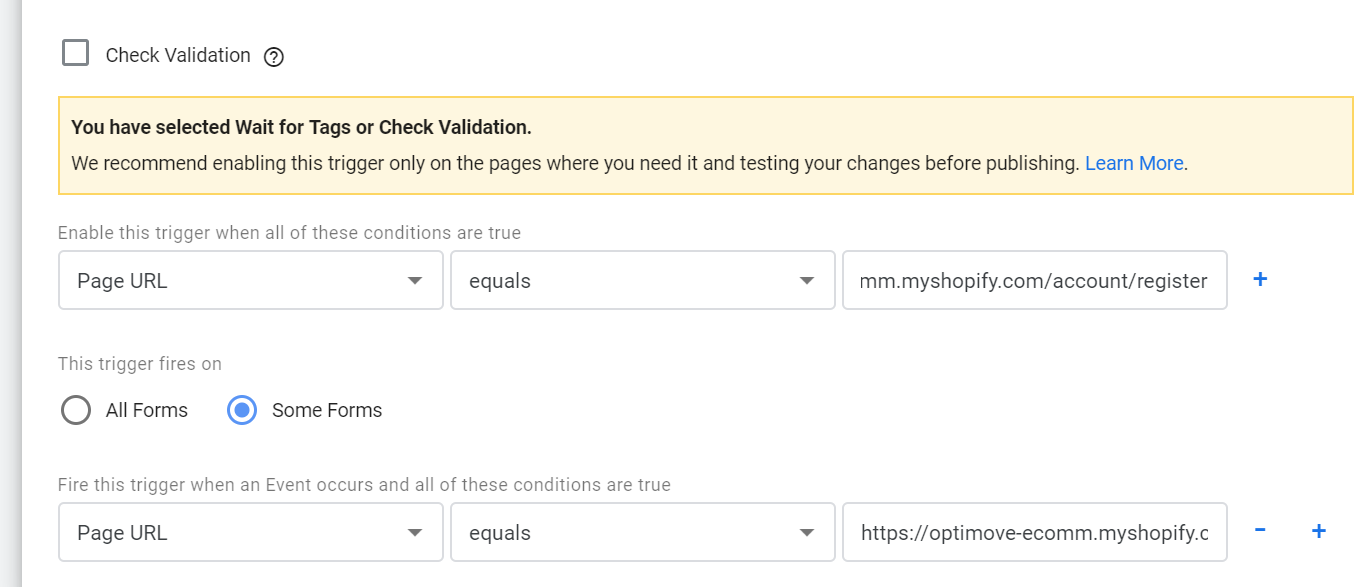 Check Validation ?
You have selected Wait for Tags or Check Validation.
We recommend enabling this trigger only on the pages where you need it and testing your changes before publishing. Learn More.
Enable this trigger when all of these conditions are true
Page URL equals mm.myshopify.com/account/register +
This trigger fires on
All Forms Some Forms
Fire this trigger when an Event occurs and all of these conditions are true
Page URL equals https://optimove-ecomm.myshopify.c - +